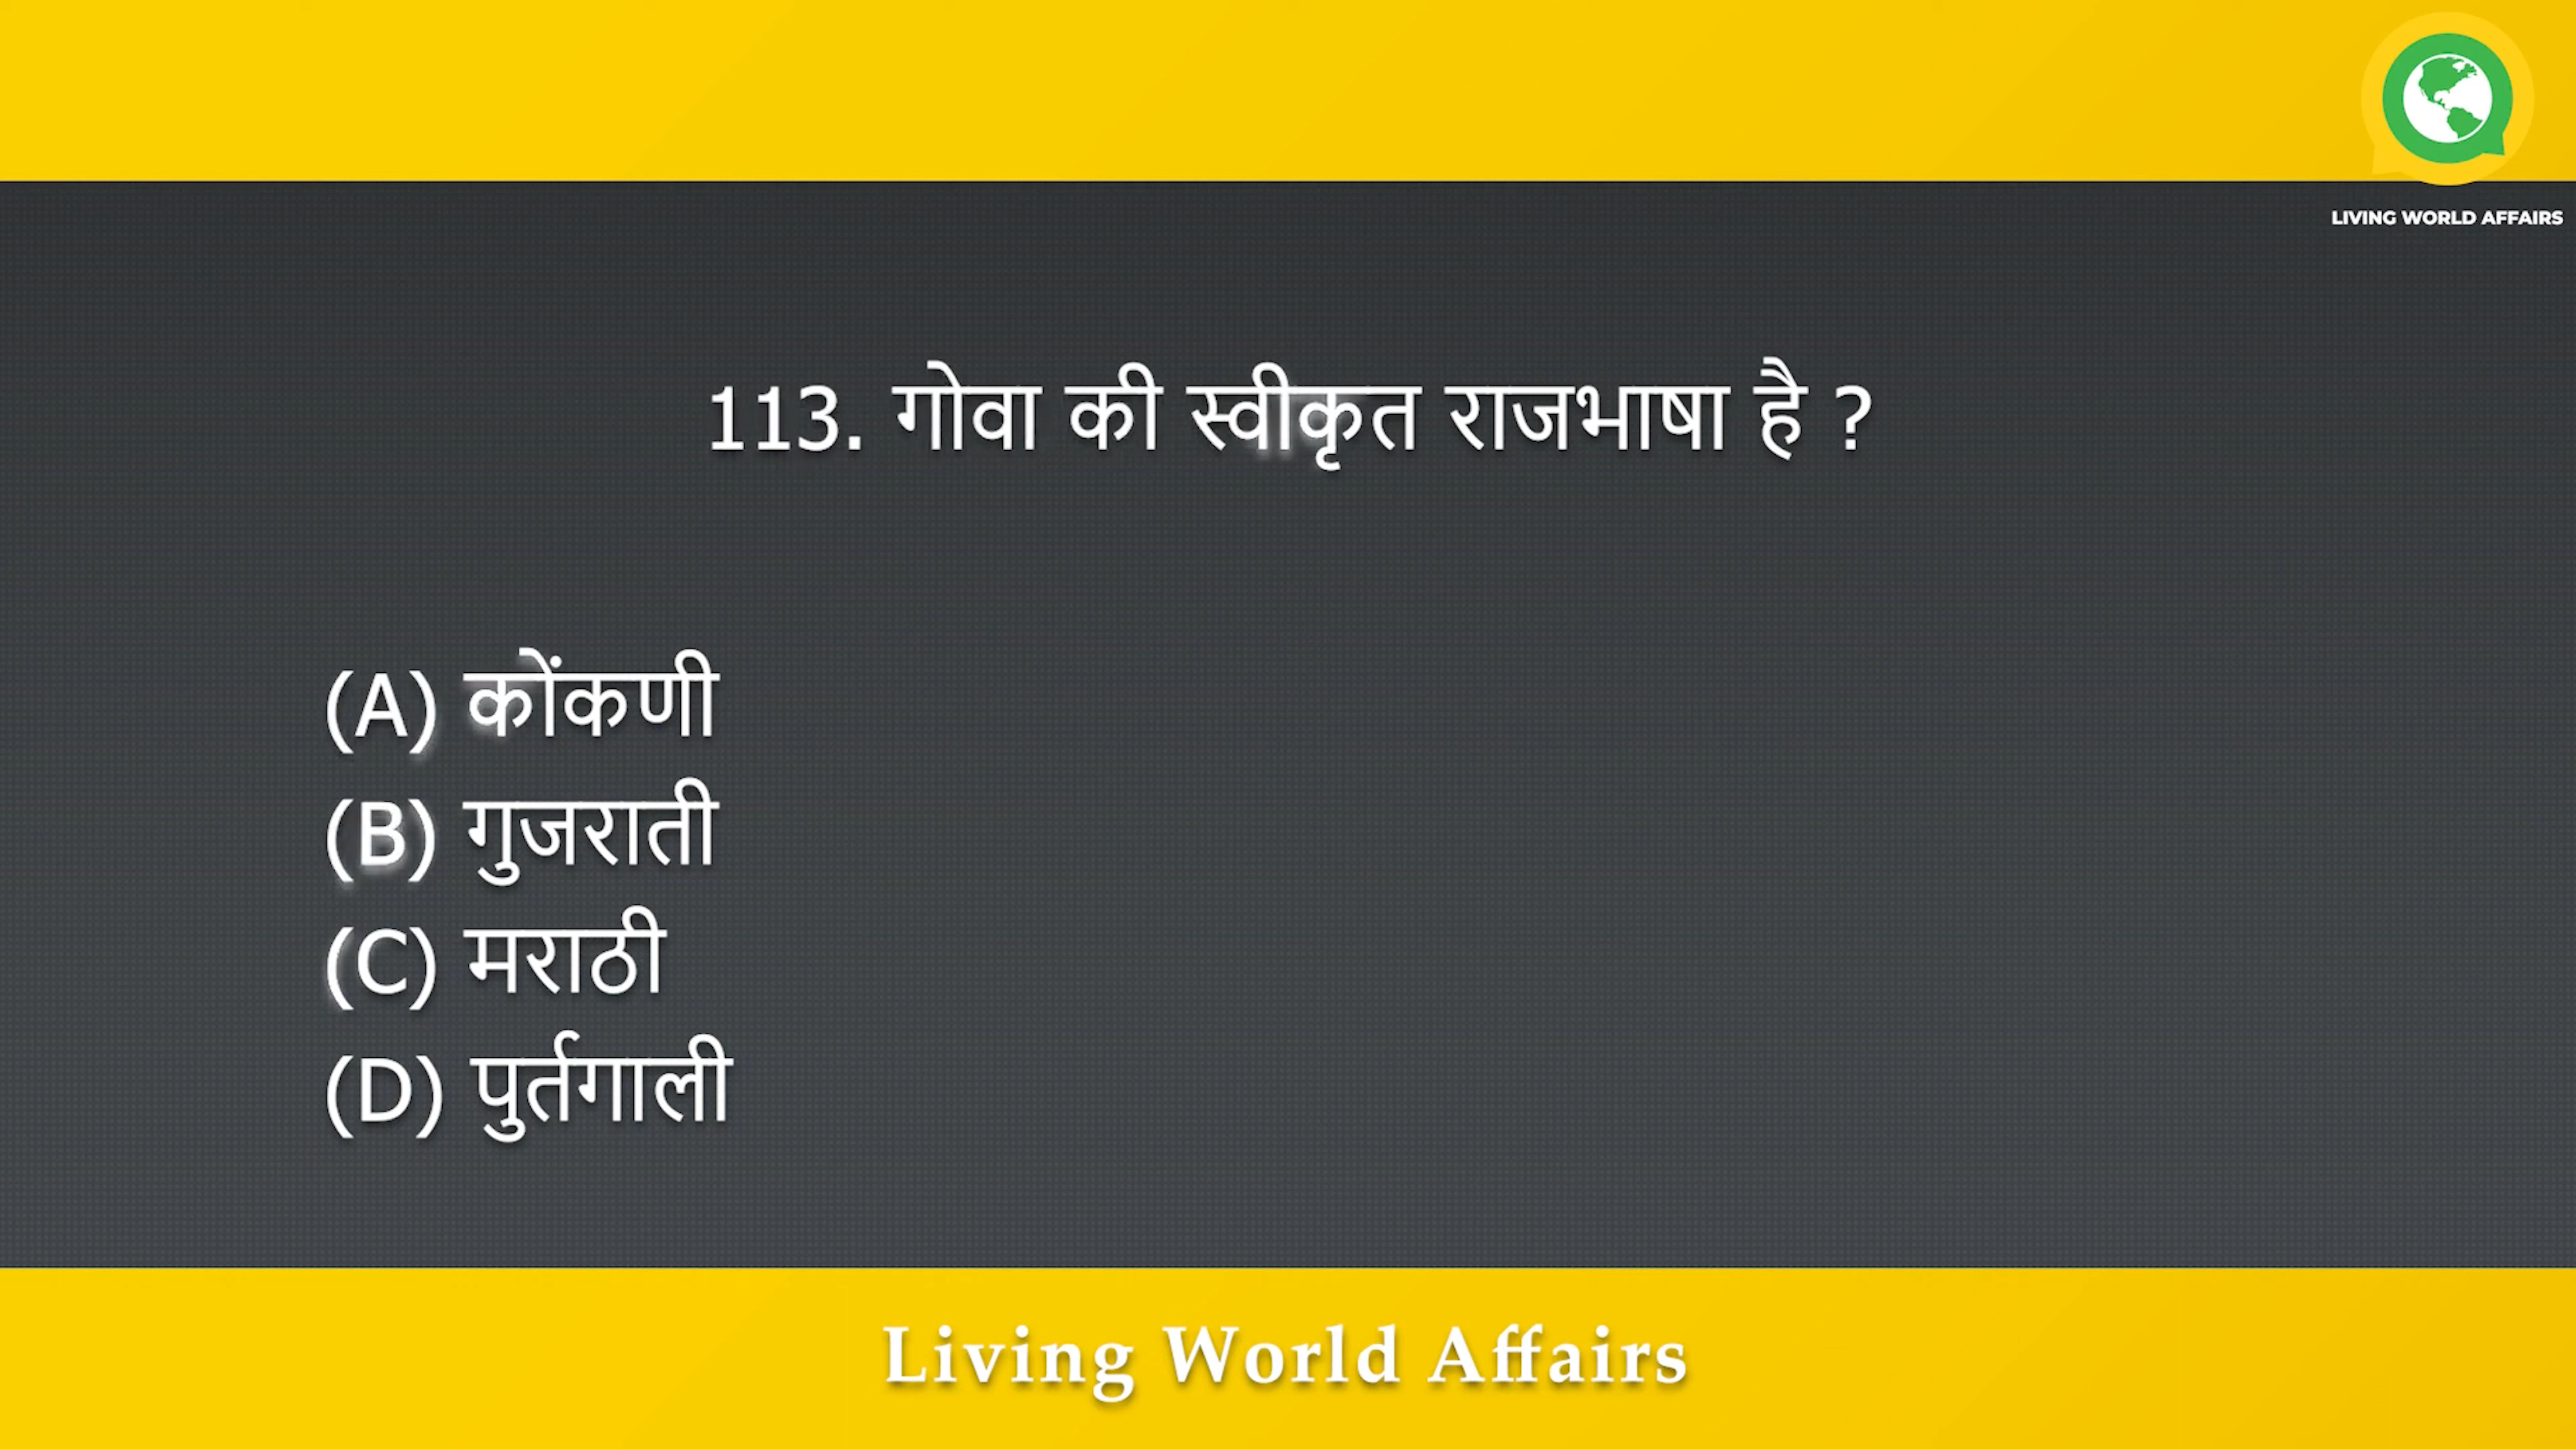 LIVING WORLD AFFAIRS
113. गोवा की स्वीकृत राजभाषा है ?
(A) कोंकणी
(B) गुजराती
(C) मराठी
(D) पुर्तगाली
Living World Affairs